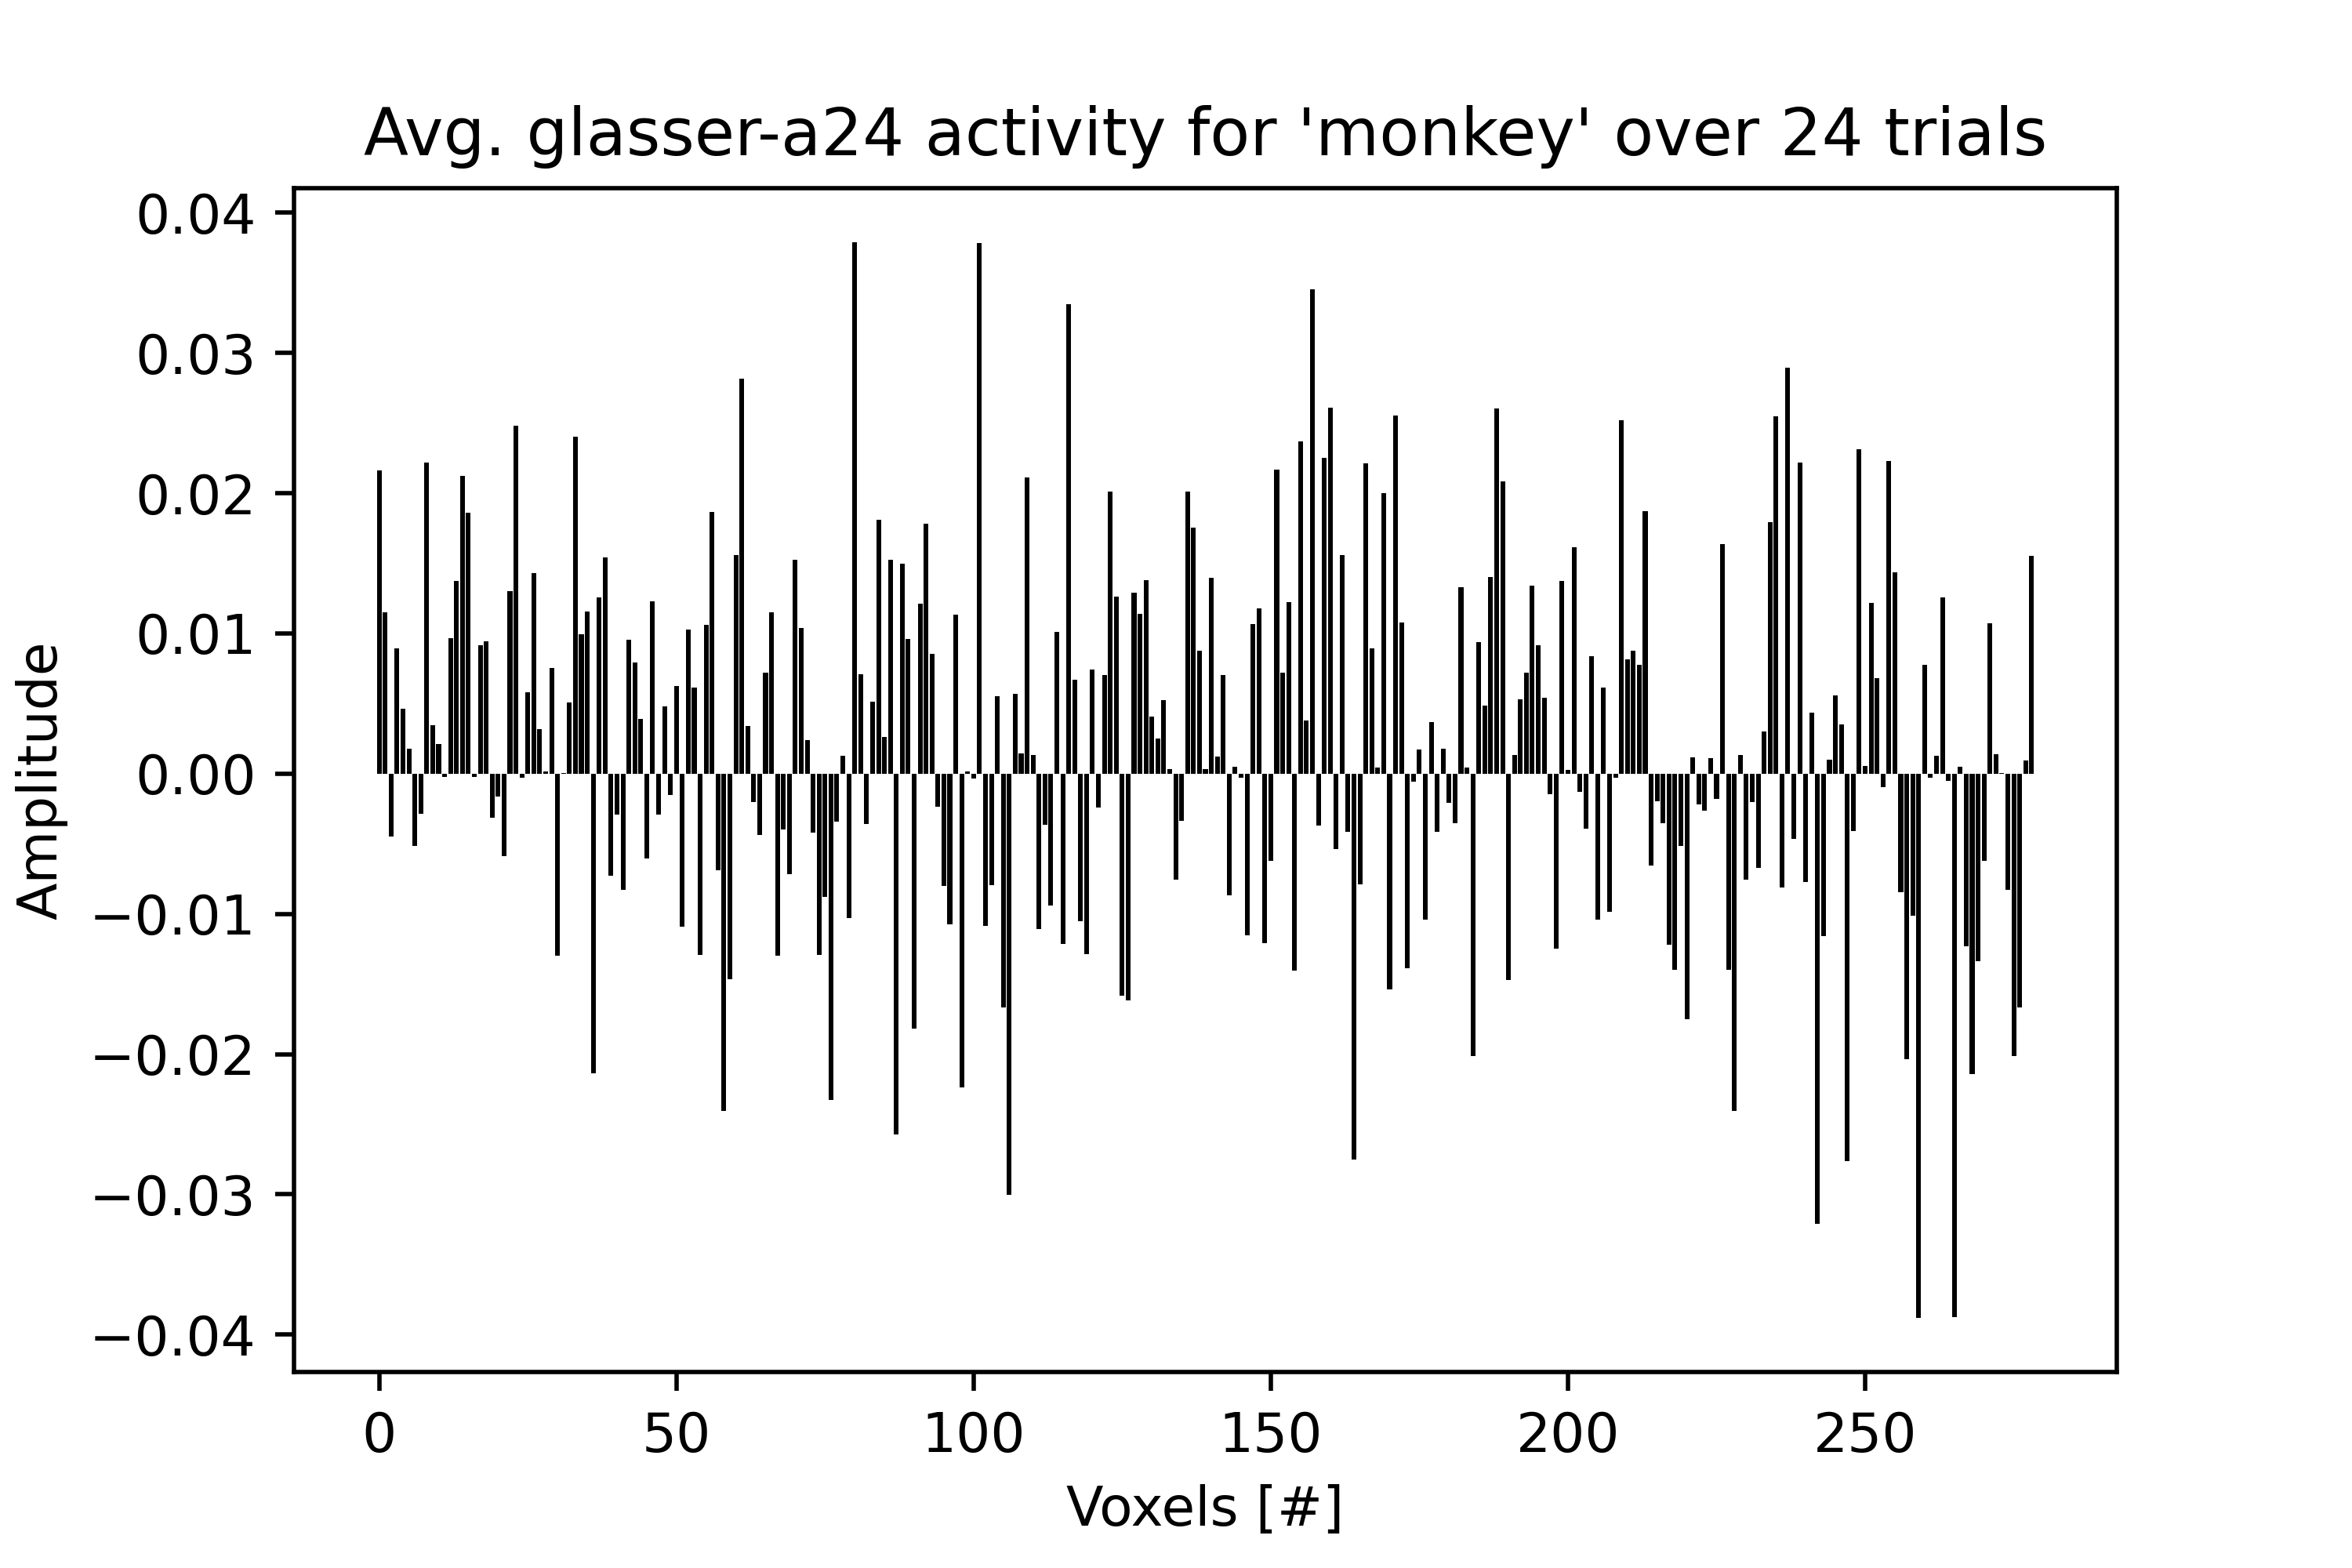 Avg. glasser-a24 activity for 'monkey' over 24 trials
0.04
0.03
0.02
0.01
0.00
−0.01
−0.02
−0.03
−0.04
Amplitude
0 50 100 150 200 250
Voxels [#]